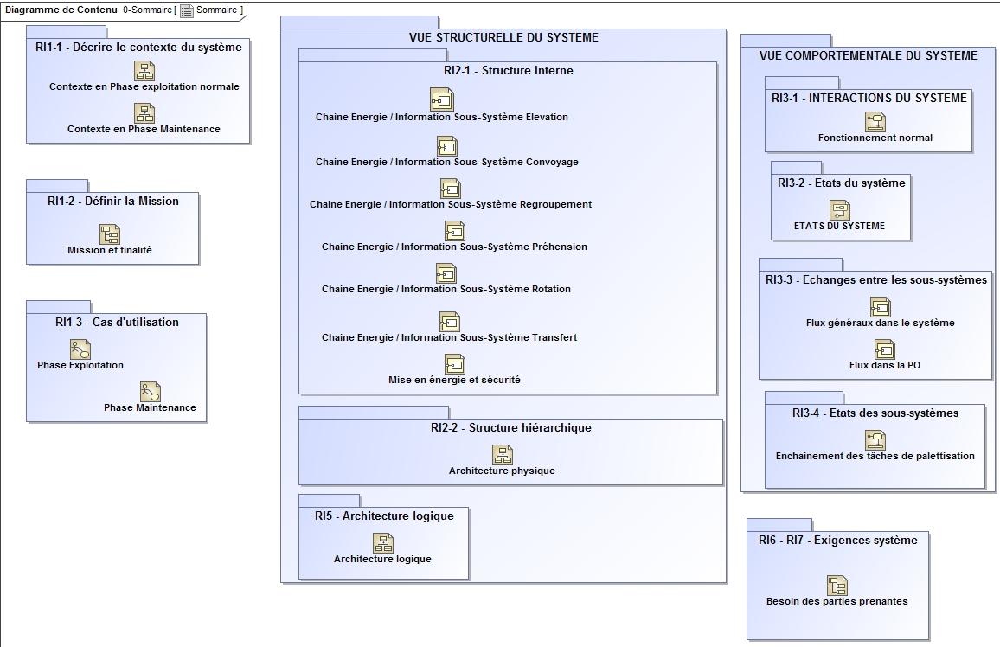 Diagramme de Contenu 0-Sommaire [ Sommaire ]
RI1-1 - Décrire le contexte du système
Contexte en Phase exploitation normale
Contexte en Phase Maintenance
RI1-2 - Définir la Mission
Mission et finalité
RI1-3 - Cas d'utilisation
Phase Exploitation
Phase Maintenance
VUE STRUCTURELLE DU SYSTEME
RI2-1 - Structure Interne
Chaine Energie / Information Sous-Système Elevation
Chaine Energie / Information Sous-Système Convoyage
Chaine Energie / Information Sous-Système Regroupement
Chaine Energie / Information Sous-Système Préhension
Chaine Energie / Information Sous-Système Rotation
Chaine Energie / Information Sous-Système Transfert
Mise en énergie et sécurité
RI2-2 - Structure hiérarchique
Architecture physique
RI5 - Architecture logique
Architecture logique
VUE COMPORTEMENTALE DU SYSTEME
RI3-1 - INTERACTIONS DU SYSTEME
Fonctionnement normal
RI3-2 - Etats du système
ETATS DU SYSTEME
RI3-3 - Echanges entre les sous-systèmes
Flux généraux dans le système
Flux dans la PO
RI3-4 - Etats des sous-systèmes
Enchainement des tâches de palettisation
RI6 - RI7 - Exigences système
Besoin des parties prenantes